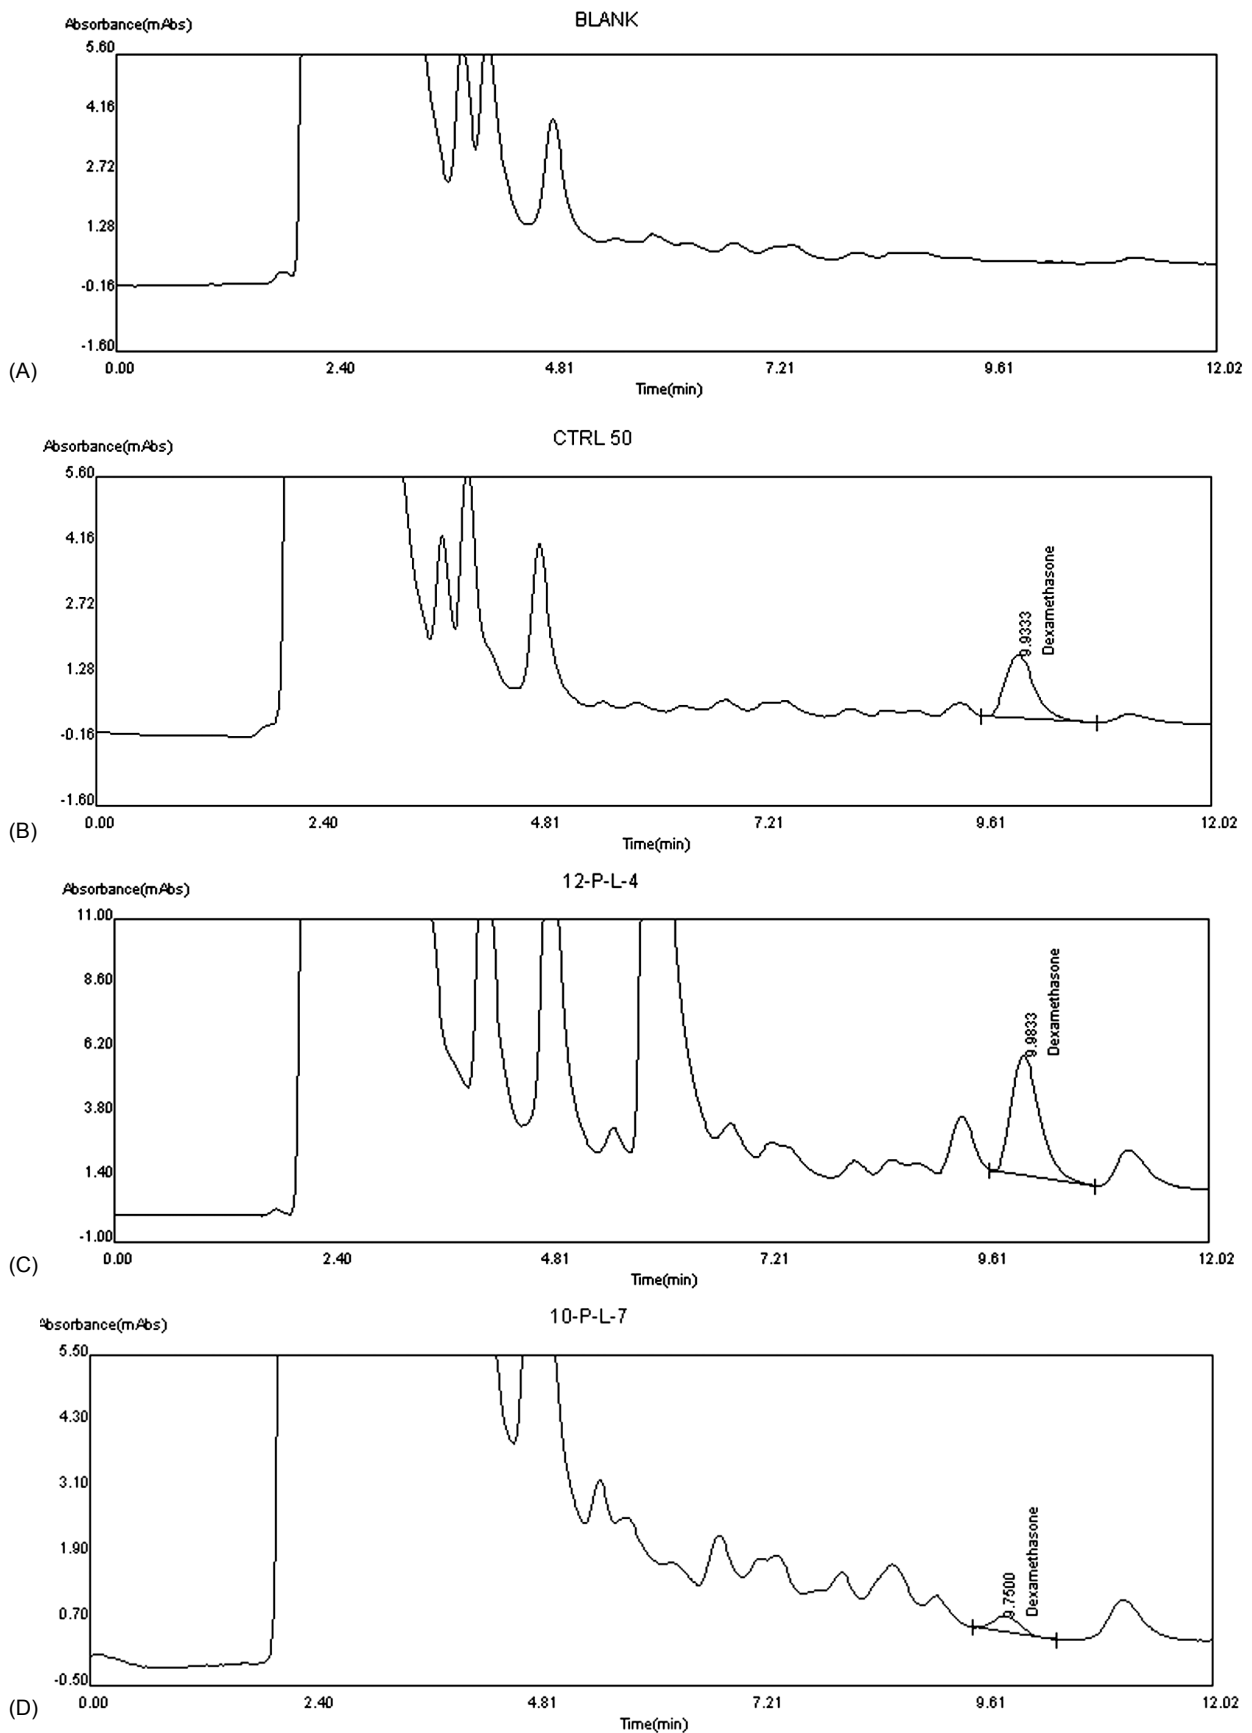 BLANK
Absorbance(mAbs)
5.60
4.16
2.72
1.28
-0.16
-1.60
0.00 2.40 4.81 7.21 9.61 12.02
Time(min)
(A)
CTRL 50
Absorbance(mAbs)
5.60
4.16
2.72
1.28
-0.16
-1.60
9.9333
Dexamethasone
0.00 2.40 4.81 7.21 9.61 12.02
Time(min)
(B)
12-P-L-4
Absorbance(mAbs)
11.00
8.60
6.20
3.80
1.40
-1.00
9.9833
Dexamethasone
0.00 2.40 4.81 7.21 9.61 12.02
Time(min)
(C)
10-P-L-7
Absorbance(mAbs)
5.50
4.30
3.10
1.90
0.70
-0.50
9.7500
Dexamethasone
0.00 2.40 4.81 7.21 9.61 12.02
Time(min)
(D)